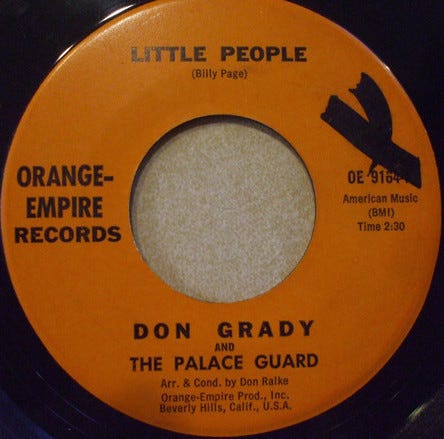 LITTLE PEOPLE
(Billy Page)
ORANGE-
EMPIRE
RECORDS
OE 9164
American Music
(BMI)
Time 2:30
DON GRADY
AND
THE PALACE GUARD
Arr. & Cond. by Don Ralke
Orange-Empire Prod., Inc.
Beverly Hills, Calif., U.S.A.